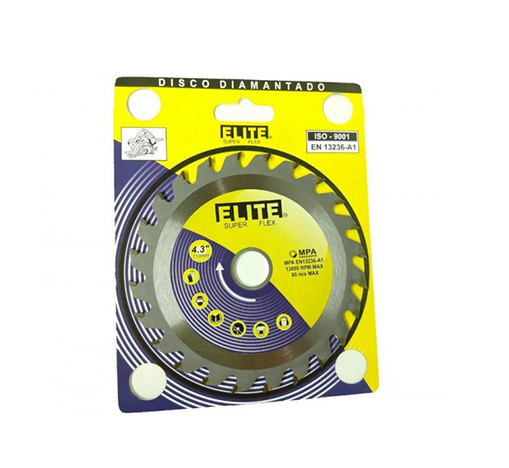 DISCO DIAMANTADO
ELITE®
SUPER FLEX
ISO - 9001
EN 13236-A1
ELITE®
SUPER FLEX
4.3"
110mm
MPA
MPA EN13236-A1
13800 RPM MAX
80 m/s MAX